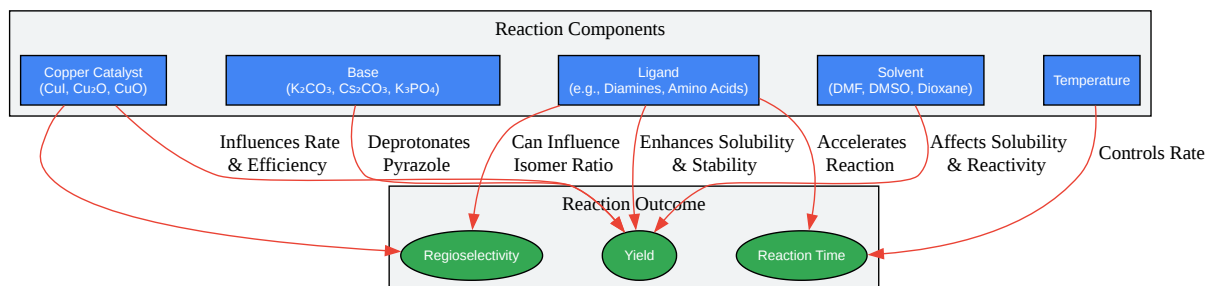 Reaction Components
Copper Catalyst
(CuI, Cu₂O, CuO)
Base
(K₂CO₃, Cs₂CO₃, K₃PO₄)
Ligand
(e.g., Diamines, Amino Acids)
Solvent
(DMF, DMSO, Dioxane)
Temperature
Influences Rate
& Efficiency
Deprotonates
Pyrazole
Can Influence
Isomer Ratio
Enhances Solubility
& Stability
Accelerates
Reaction
Affects Solubility
& Reactivity
Controls Rate
Reaction Outcome
Regioselectivity
Yield
Reaction Time